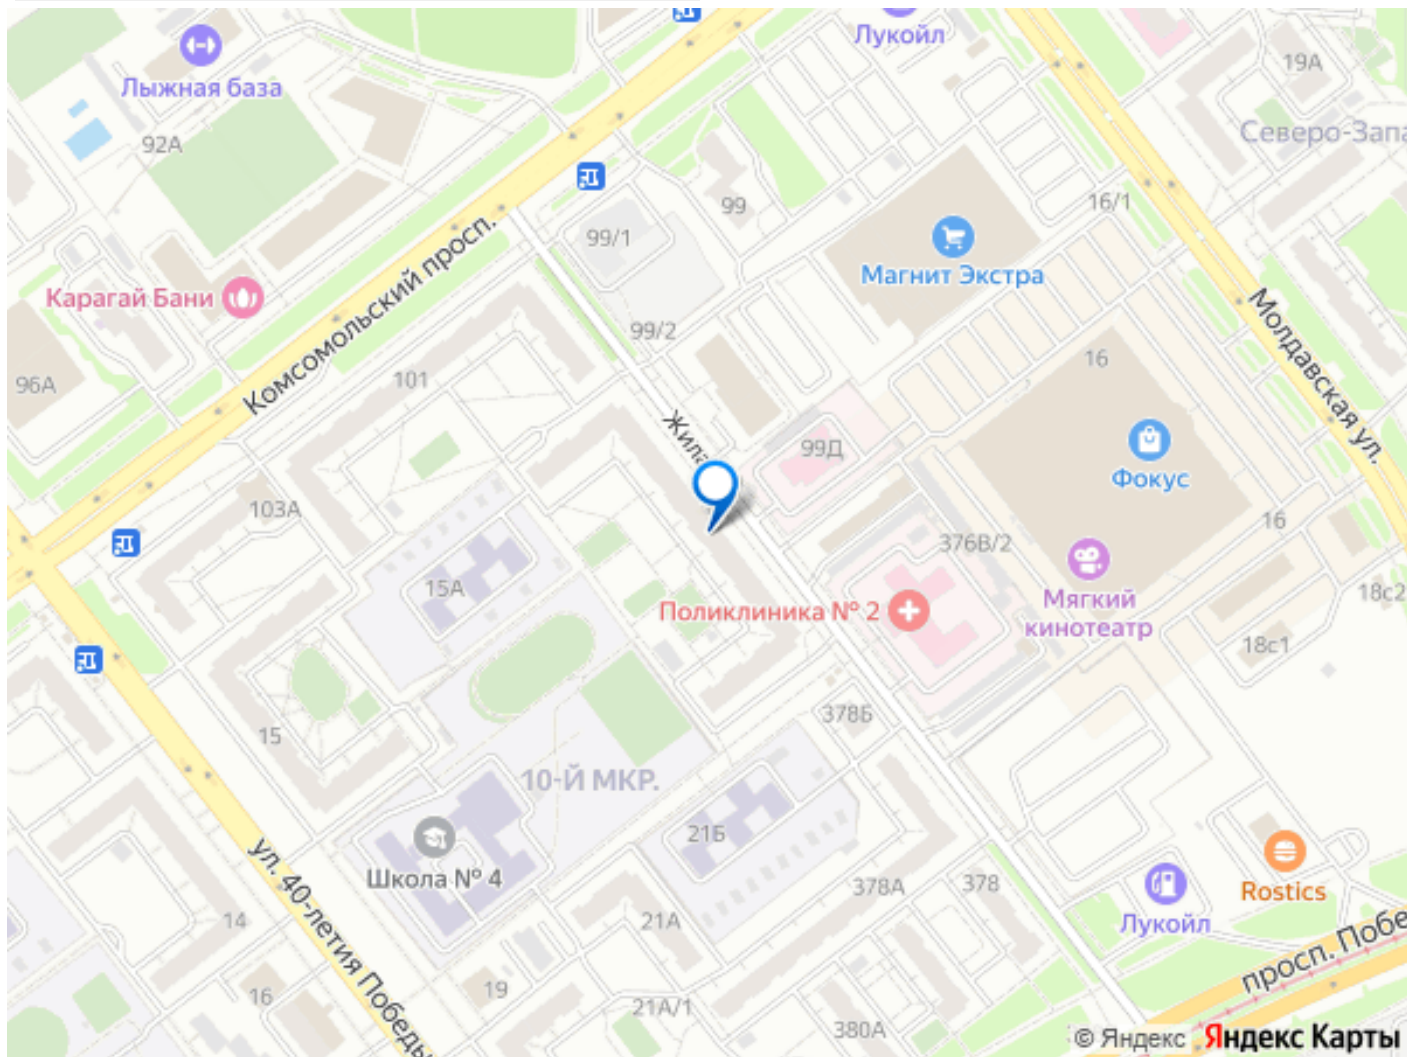 Лукойл
19А
Лыжная база
92А
Северо-Запа
16/1
99
99/1
Магнит Экстра
Карагай Бани
Комсомольский просп.
99/2
Молдавская ул.
96А
101
16
Жила
99Д
Фокус
103А
16
376В/2
15А
Мягкий
кинотеатр
18с2
Поликлиника № 2
18с1
378Б
15
10-Й МКР.
21Б
Школа № 4
378А
378
Rostics
Лукойл
21А
14
ул. 40-летия Победы
просп. Побе
19
16
21А/1
380А
© Яндекс Яндекс Карты